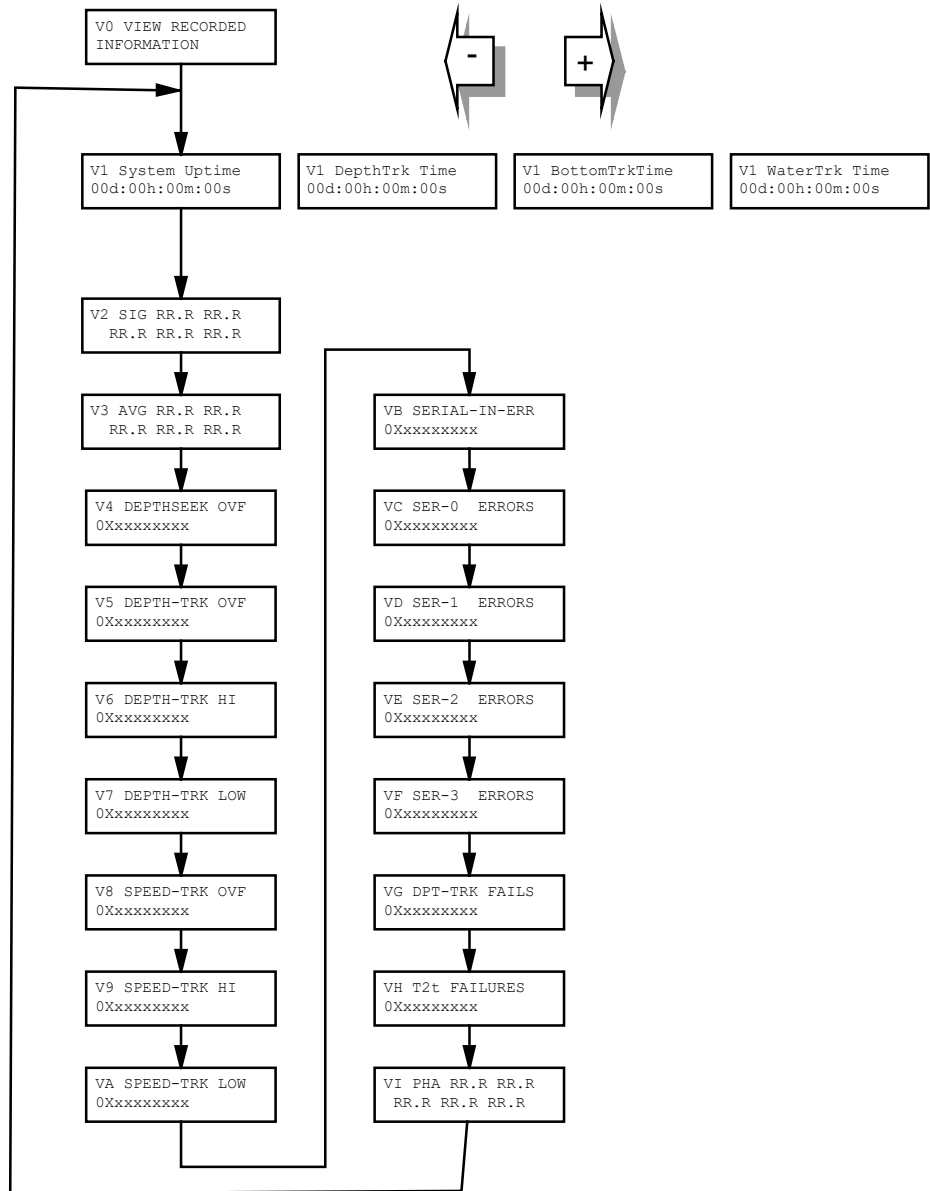 V0 VIEW RECORDED
INFORMATION
-
+
V1 System Uptime
00d:00h:00m:00s
V1 DepthTrk Time
00d:00h:00m:00s
V1 BottomTrkTime
00d:00h:00m:00s
V1 WaterTrk Time
00d:00h:00m:00s
V2 SIG RR.R RR.R
RR.R RR.R RR.R
V3 AVG RR.R RR.R
RR.R RR.R RR.R
V4 DEPTHSEEK OVF
0Xxxxxxxxx
V5 DEPTH-TRK OVF
0Xxxxxxxxx
V6 DEPTH-TRK HI
0Xxxxxxxxx
V7 DEPTH-TRK LOW
0Xxxxxxxxx
V8 SPEED-TRK OVF
0Xxxxxxxxx
V9 SPEED-TRK HI
0Xxxxxxxxx
VA SPEED-TRK LOW
0Xxxxxxxxx
VB SERIAL-IN-ERR
0Xxxxxxxxx
VC SER-0  ERRORS
0Xxxxxxxxx
VD SER-1  ERRORS
0Xxxxxxxxx
VE SER-2  ERRORS
0Xxxxxxxxx
VF SER-3  ERRORS
0Xxxxxxxxx
VG DPT-TRK FAILS
0Xxxxxxxxx
VH T2t FAILURES
0Xxxxxxxxx
VI PHA RR.R RR.R
RR.R RR.R RR.R